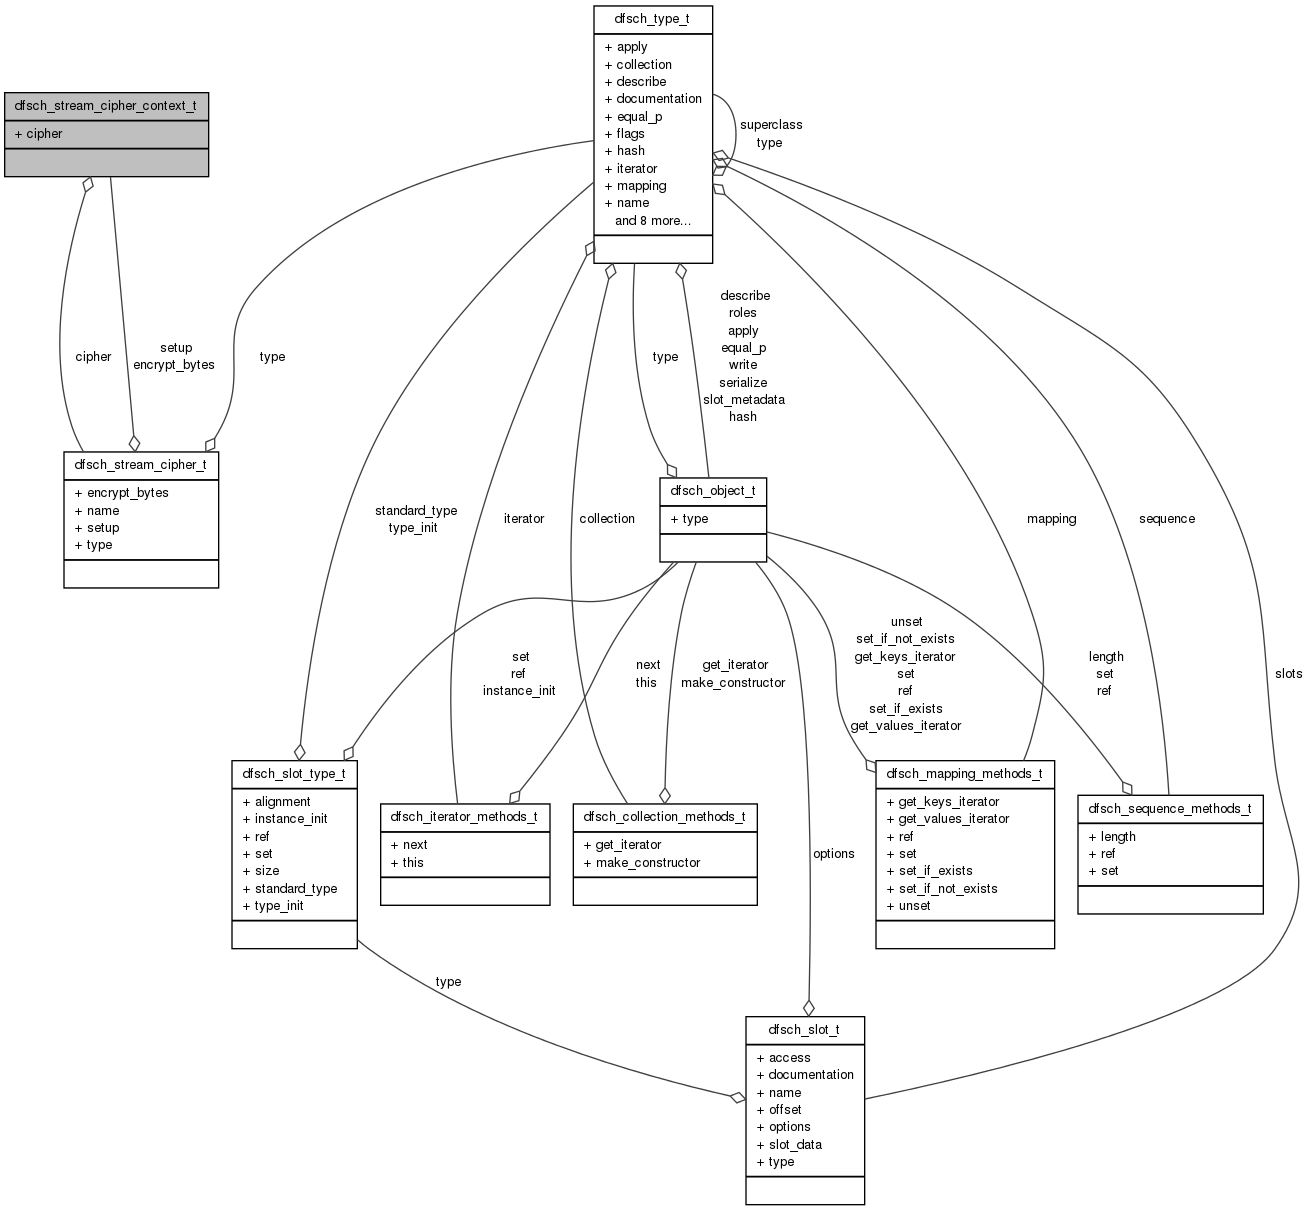 dfsch_type_t
+ apply
+ collection
+ describe
+ documentation
+ equal_p
+ flags
+ hash
+ iterator
+ mapping
+ name
and 8 more...
superclass
type
dfsch_stream_cipher_context_t
+ cipher
cipher
setup
encrypt_bytes
type
describe
roles
apply
equal_p
write
serialize
slot_metadata
hash
type
dfsch_stream_cipher_t
+ encrypt_bytes
+ name
+ setup
+ type
dfsch_object_t
+ type
standard_type
type_init
iterator
collection
mapping
sequence
set
ref
instance_init
next
this
get_iterator
make_constructor
unset
set_if_not_exists
get_keys_iterator
set
ref
set_if_exists
get_values_iterator
length
set
ref
slots
dfsch_slot_type_t
+ alignment
+ instance_init
+ ref
+ set
+ size
+ standard_type
+ type_init
dfsch_iterator_methods_t
+ next
+ this
dfsch_collection_methods_t
+ get_iterator
+ make_constructor
options
dfsch_mapping_methods_t
+ get_keys_iterator
+ get_values_iterator
+ ref
+ set
+ set_if_exists
+ set_if_not_exists
+ unset
dfsch_sequence_methods_t
+ length
+ ref
+ set
type
dfsch_slot_t
+ access
+ documentation
+ name
+ offset
+ options
+ slot_data
+ type